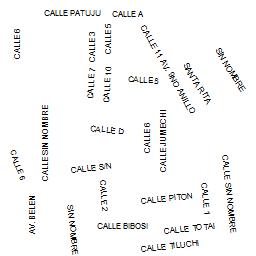 CALLE PATUJU
CALLE A
CALLE 6
CALLE 3
CALLE 5
CALLE 11
AV. 9NO ANILLO
SANTA RITA
SIN NOMBRE
CALLE 7
CALLE 10
CALLE 8
CALLE SIN NOMBRE
CALLE D
CALLE 6
CALLE JUMECHI
CALLE 6
CALLE S/N
CALLE SIN NOMBRE
AV. BELEN
SIN NOMBRE
CALLE 2
CALLE PITON
CALLE 1
CALLE BIBOSI
CALLE TOTAI
CALLE TILUCHI